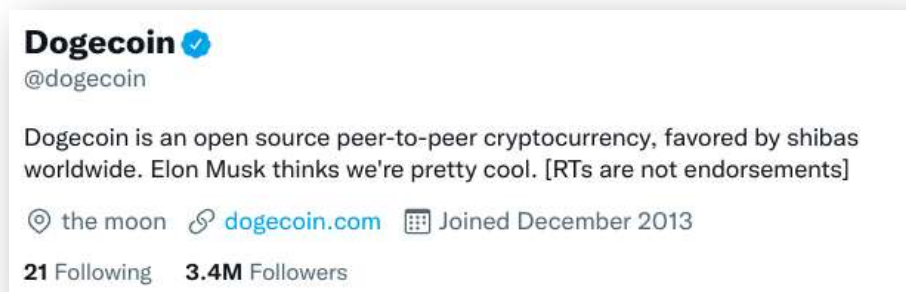 Dogecoin
@dogecoin
Dogecoin is an open source peer-to-peer cryptocurrency, favored by shibas
worldwide. Elon Musk thinks we're pretty cool. [RTs are not endorsements]
the moon dogecoin.com Joined December 2013
21 Following 3.4M Followers